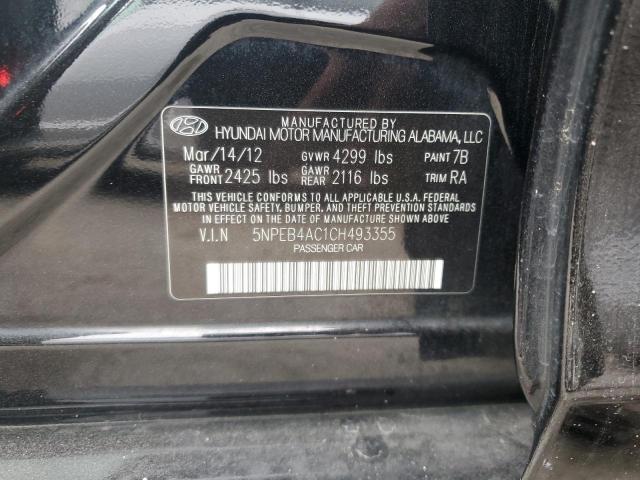 MANUFACTURED BY
HYUNDAI MOTOR MANUFACTURING ALABAMA, LLC
Mar/14/12 GVWR 4299 lbs PAINT 7B
GAWR FRONT 2425 lbs GAWR REAR 2116 lbs TRIM RA
THIS VEHICLE CONFORMS TO ALL APPLICABLE U.S.A. FEDERAL
MOTOR VEHICLE SAFETY, BUMPER, AND THEFT PREVENTION STANDARDS
IN EFFECT ON THE DATE OF MANUFACTURE SHOWN ABOVE.
V.I.N 5NPEB4AC1CH493355
PASSENGER CAR